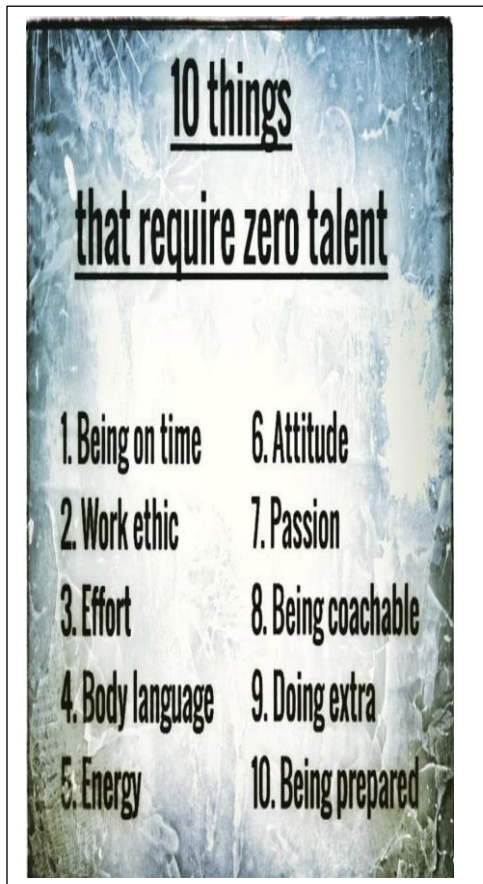 10 things
that require zero talent
1. Being on time
2. Work ethic
3. Effort
4. Body language
5. Energy
6. Attitude
7. Passion
8. Being coachable
9. Doing extra
10. Being prepared